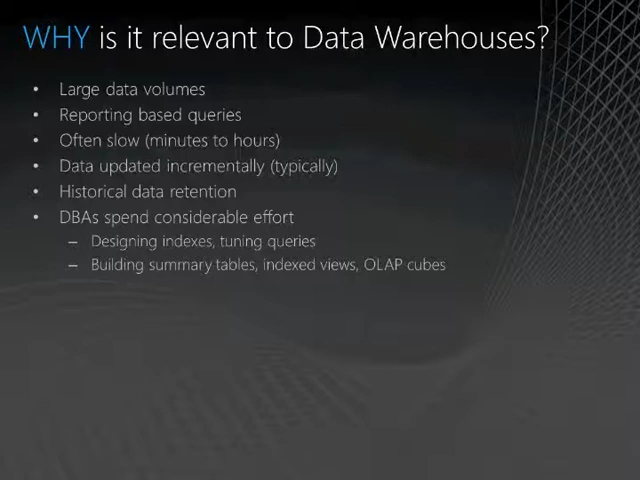 WHY is it relevant to Data Warehouses?
• Large data volumes
• Reporting based queries
• Often slow (minutes to hours)
• Data updated incrementally (typically)
• Historical data retention
• DBAs spend considerable effort
– Designing indexes, tuning queries
– Building summary tables, indexed views, OLAP cubes